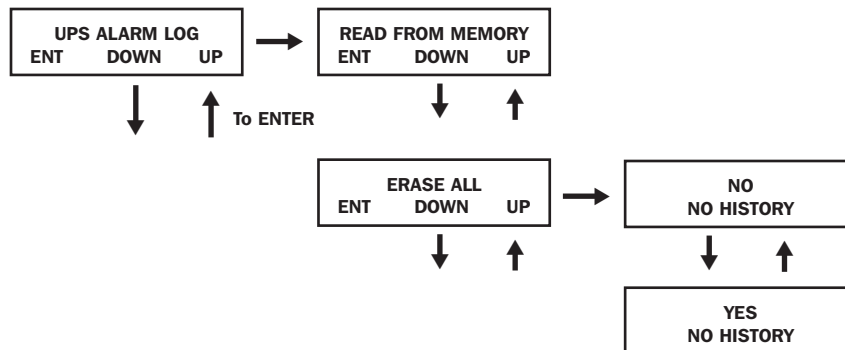 UPS ALARM LOG
ENT DOWN UP
READ FROM MEMORY
ENT DOWN UP
To ENTER
ERASE ALL
ENT DOWN UP
NO
NO HISTORY
YES
NO HISTORY